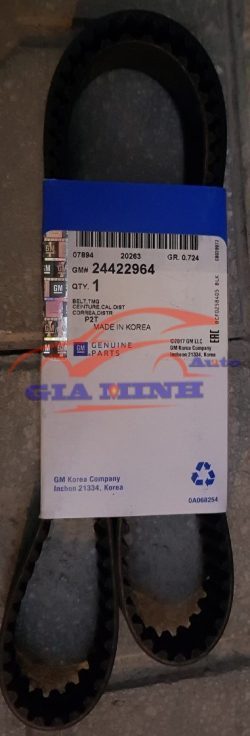 07894 20263 GR. 0.724
GM# 24422964
QTY. 1
BELT,TMG
CEINTURE,CAL DIST
CORREA,DISTR
P2T
MADE IN KOREA
GM GENUINE
PARTS
©2017 GM LLC
GM Korea Company
Incheon 21334, Korea
EAC
Auto
GIA MINH
GM Korea Company
Incheon 21334, Korea
0A068254